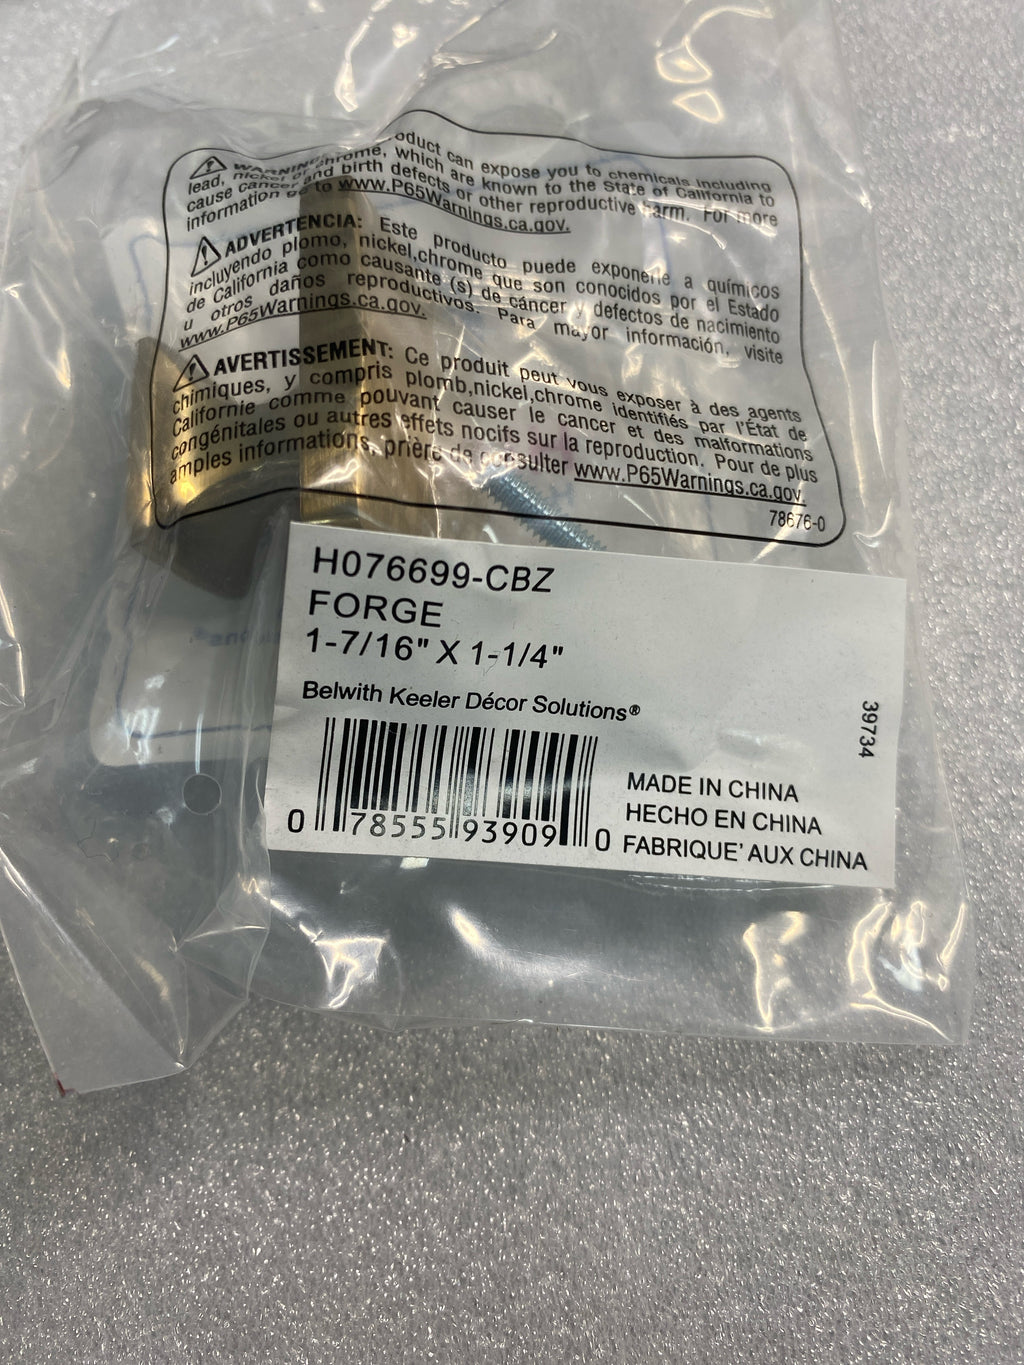 ⚠ WARNING oduct can expose you to chemicals including
lead, nickel or chrome, which are known to the State of California to
cause cancer and birth defects or other reproductive harm. For more
information go to www.P65Warnings.ca.gov.
⚠ ADVERTENCIA: Este producto puede exponerle a químicos
incluyendo plomo, nickel,chrome que son conocidos por el Estado
de California como causante (s) de cáncer y defectos de nacimiento
u otros daños reproductivos. Para mayor información, visite
www.P65Warnings.ca.gov.
⚠ AVERTISSEMENT: Ce produit peut vous exposer à des agents
chimiques, y compris plomb,nickel,chrome identifiés par l'État de
Californie comme pouvant causer le cancer et des malformations
congénitales ou autres effets nocifs sur la reproduction. Pour de plus
amples informations, prière de consulter www.P65Warnings.ca.gov.
78676-0
H076699-CBZ
FORGE
1-7/16" X 1-1/4"
Belwith Keeler Décor Solutions®
39734
0 78555 93909 0
MADE IN CHINA
HECHO EN CHINA
FABRIQUE' AUX CHINA